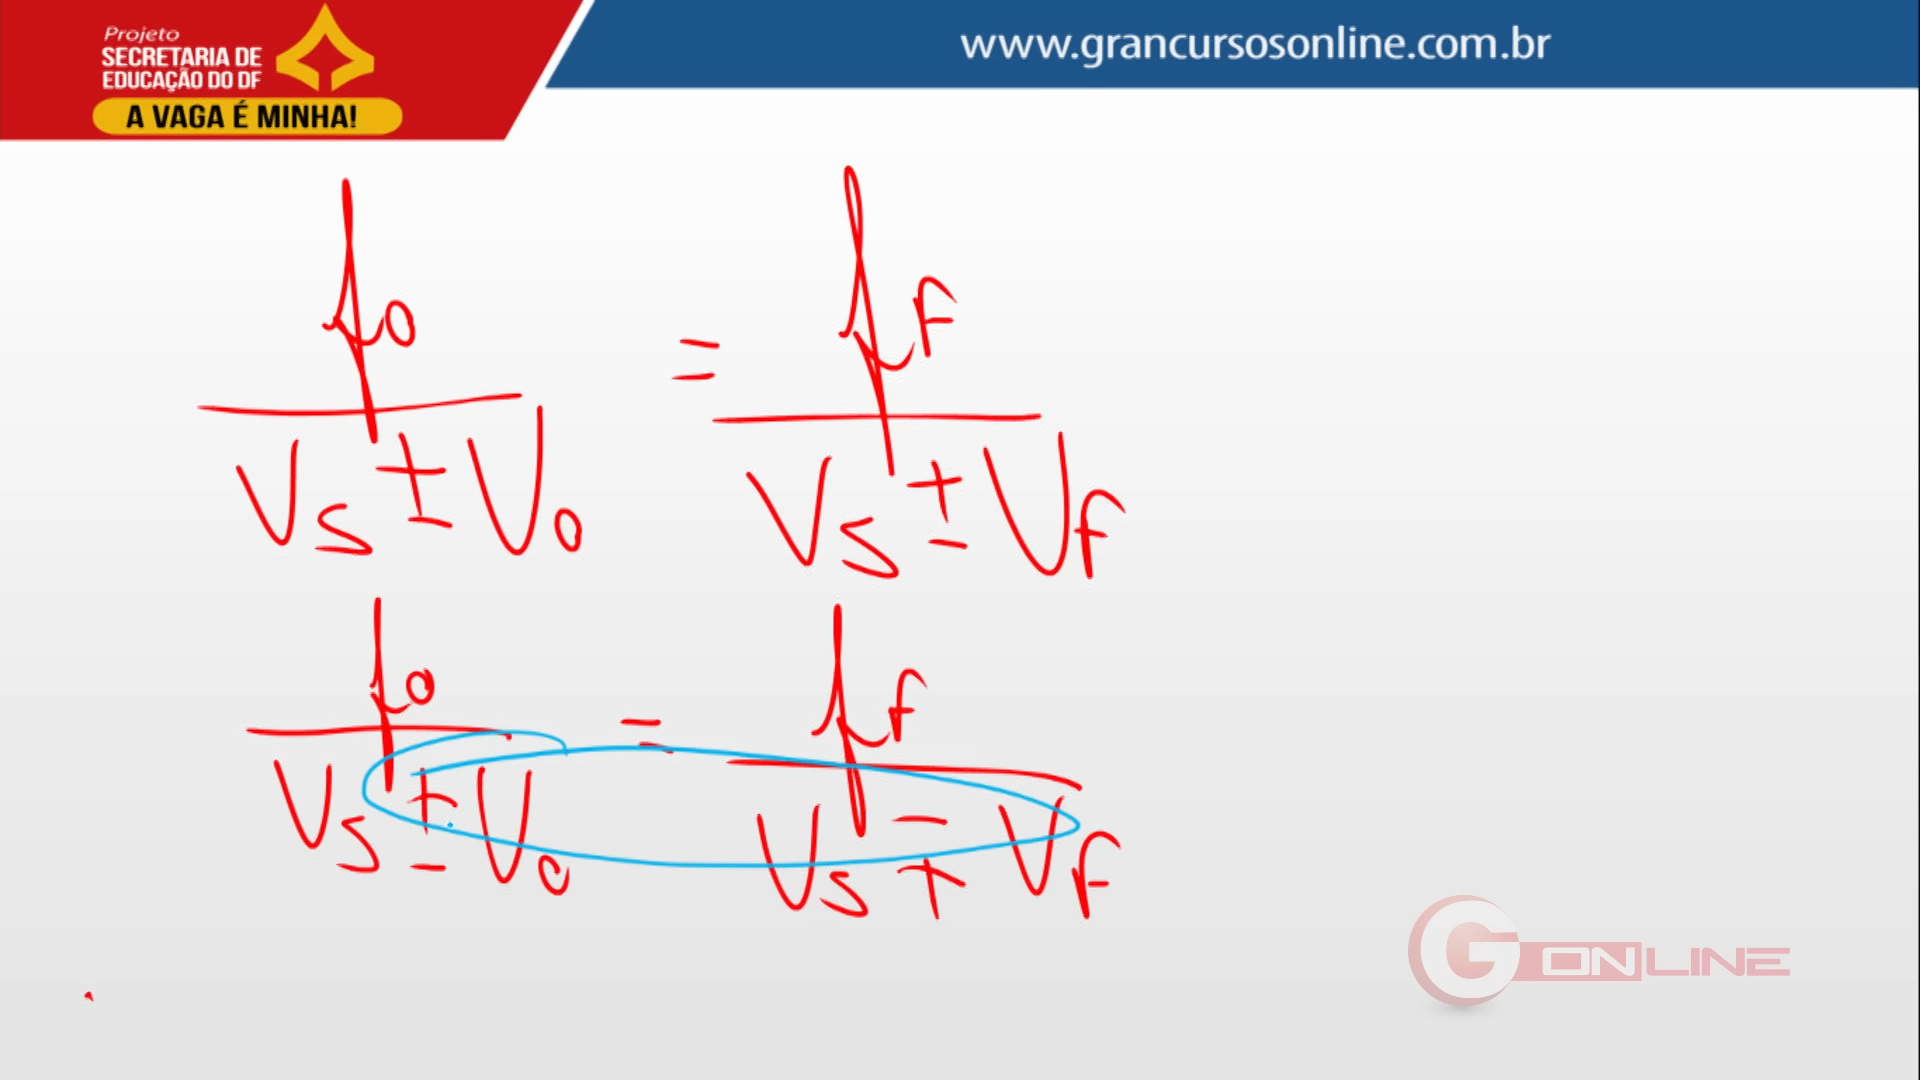 Projeto
SECRETARIA DE
EDUCAÇÃO DO DF
A VAGA É MINHA!
www.grancursosonline.com.br
fo / (Vs ± Vo) = fF / (Vs ± VF)
fo / (Vs ± Vo) = fF / (Vs ∓ VF)
G ONLINE